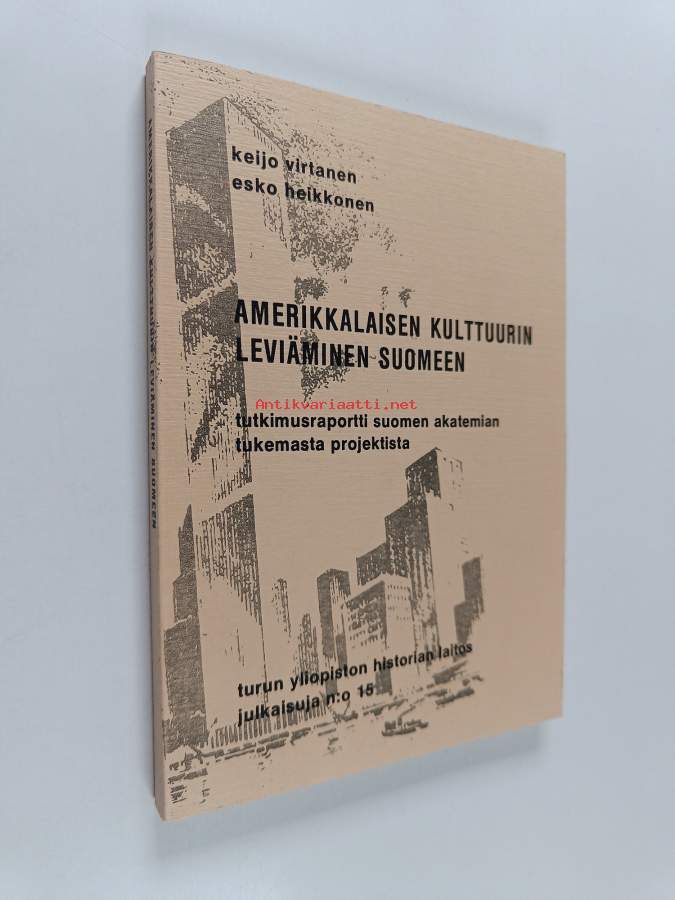 keijo virtanen
esko heikkonen
AMERIKKALAISEN KULTTUURIN
LEVIÄMINEN SUOMEEN
Antikvariaatti.net
tutkimusraportti suomen akatemian
tukemasta projektista
turun yliopiston historian laitos
julkaisuja n:o 15
AMERIKKALAISEN KULTTUURIN LEVIÄMINEN SUOMEEN